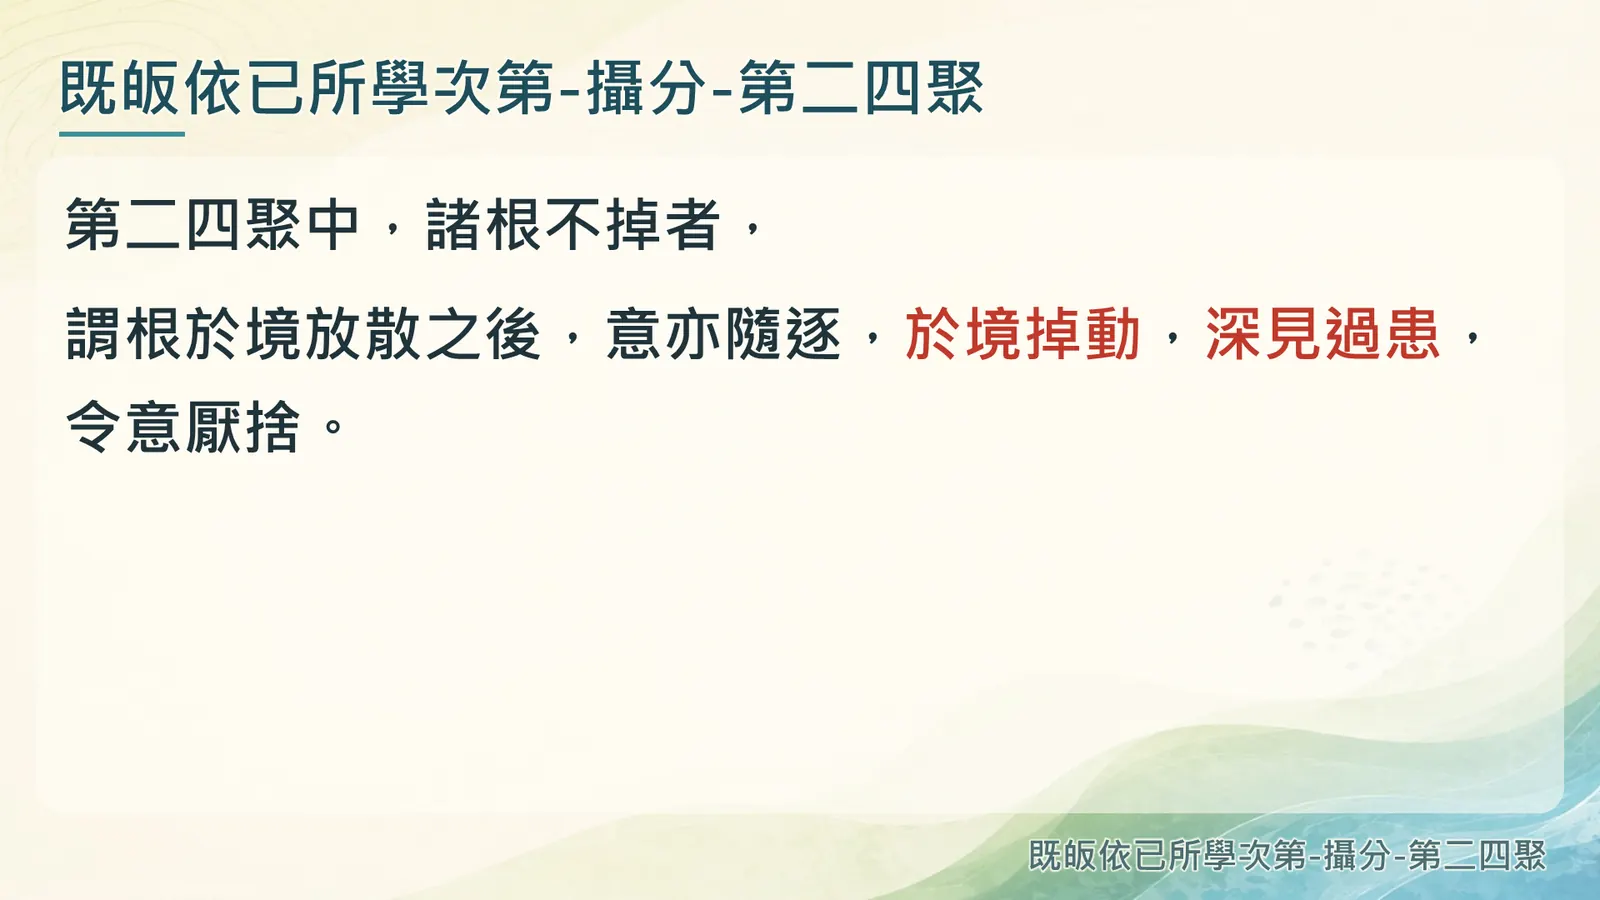 既皈依已所學次第-攝分-第二四聚
第二四聚中，諸根不掉者，
謂根於境放散之後，意亦隨逐，於境掉動，深見過患，
令意厭捨。
既皈依已所學次第-攝分-第二四聚